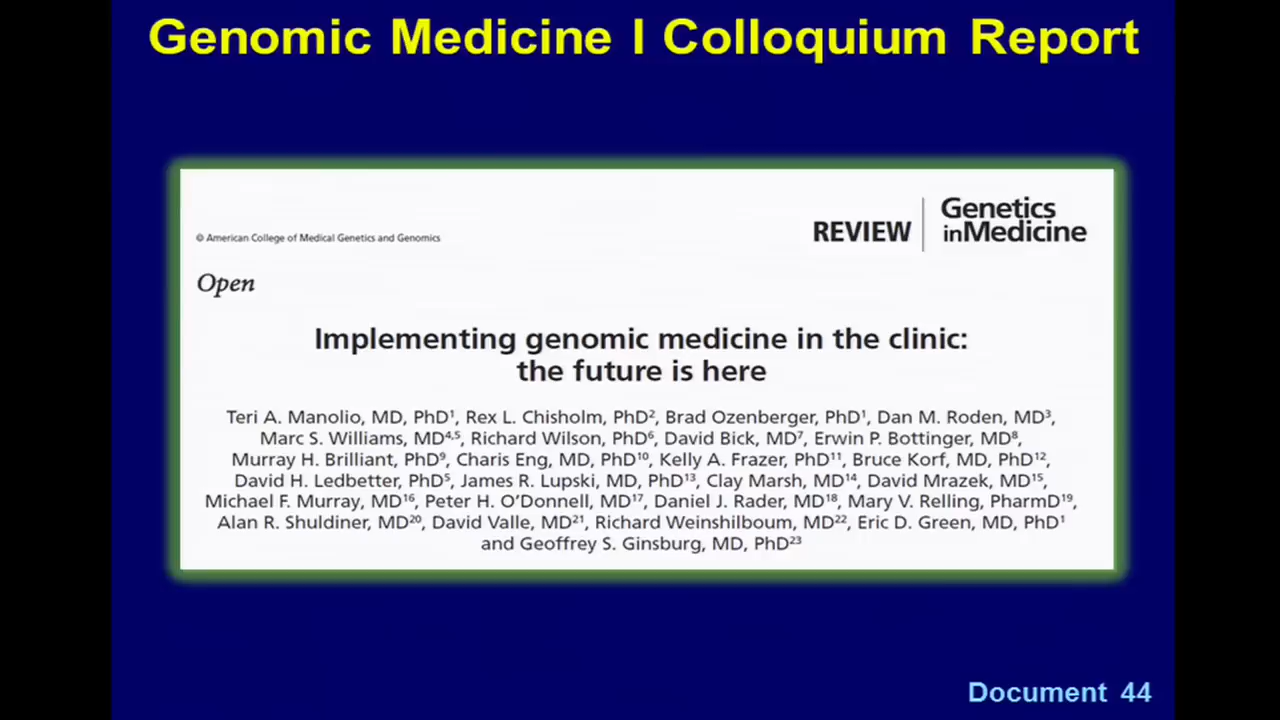 Genomic Medicine I Colloquium Report
© American College of Medical Genetics and Genomics
REVIEW
Genetics
inMedicine
Open
Implementing genomic medicine in the clinic:
the future is here
Teri A. Manolio, MD, PhD¹, Rex L. Chisholm, PhD², Brad Ozenberger, PhD¹, Dan M. Roden, MD³,
Marc S. Williams, MD⁴,⁵, Richard Wilson, PhD⁶, David Bick, MD⁷, Erwin P. Bottinger, MD⁸,
Murray H. Brilliant, PhD⁹, Charis Eng, MD, PhD¹⁰, Kelly A. Frazer, PhD¹¹, Bruce Korf, MD, PhD¹²,
David H. Ledbetter, PhD⁵, James R. Lupski, MD, PhD¹³, Clay Marsh, MD¹⁴, David Mrazek, MD¹⁵,
Michael F. Murray, MD¹⁶, Peter H. O'Donnell, MD¹⁷, Daniel J. Rader, MD¹⁸, Mary V. Relling, PharmD¹⁹,
Alan R. Shuldiner, MD²⁰, David Valle, MD²¹, Richard Weinshilboum, MD²², Eric D. Green, MD, PhD¹
and Geoffrey S. Ginsburg, MD, PhD²³
Document 44